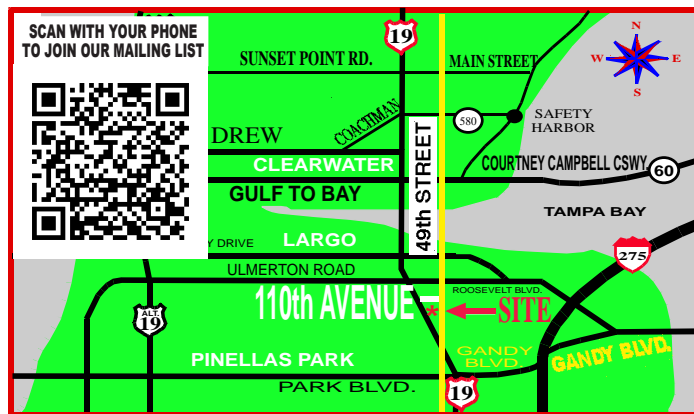 SCAN WITH YOUR PHONE
TO JOIN OUR MAILING LIST
19
N
W
E
S
SUNSET POINT RD.
MAIN STREET
COACHMAN
580
SAFETY
HARBOR
DREW
49th STREET
CLEARWATER
COURTNEY CAMPBELL CSWY.
60
GULF TO BAY
TAMPA BAY
Y DRIVE
LARGO
275
ULMERTON ROAD
ROOSEVELT BLVD.
110th AVENUE
*
SITE
ALT.
19
GANDY
BLVD.
GANDY BLVD.
PINELLAS PARK
PARK BLVD.
19